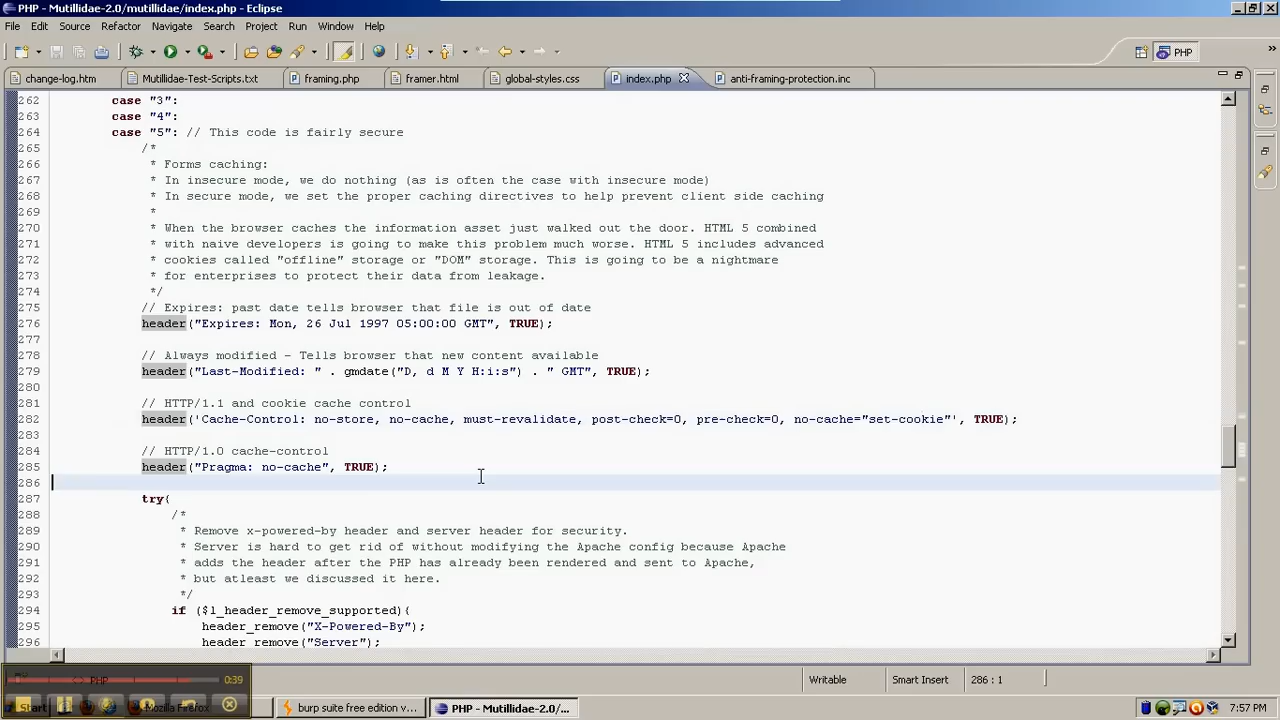 PHP - Mutillidae-2.0/mutillidae/index.php - Eclipse
File Edit Source Refactor Navigate Search Project Run Window Help
PHP
change-log.htm Mutillidae-Test-Scripts.txt framing.php framer.html global-styles.css index.php anti-framing-protection.inc
262 case "3":
263 case "4":
264 case "5": // This code is fairly secure
265 /*
266 * Forms caching:
267 * In insecure mode, we do nothing (as is often the case with insecure mode)
268 * In secure mode, we set the proper caching directives to help prevent client side caching
269 *
270 * When the browser caches the information asset just walked out the door. HTML 5 combined
271 * with naive developers is going to make this problem much worse. HTML 5 includes advanced
272 * cookies called "offline" storage or "DOM" storage. This is going to be a nightmare
273 * for enterprises to protect their data from leakage.
274 */
275 // Expires: past date tells browser that file is out of date
276 header("Expires: Mon, 26 Jul 1997 05:00:00 GMT", TRUE);
277
278 // Always modified - Tells browser that new content available
279 header("Last-Modified: " . gmdate("D, d M Y H:i:s") . " GMT", TRUE);
280
281 // HTTP/1.1 and cookie cache control
282 header('Cache-Control: no-store, no-cache, must-revalidate, post-check=0, pre-check=0, no-cache="set-cookie"', TRUE);
283
284 // HTTP/1.0 cache-control
285 header("Pragma: no-cache", TRUE);
286
287 try{
288 /*
289 * Remove x-powered-by header and server header for security.
290 * Server is hard to get rid of without modifying the Apache config because Apache
291 * adds the header after the PHP has already been rendered and sent to Apache,
292 * but atleast we discussed it here.
293 */
294 if ($l_header_remove_supported){
295 header_remove("X-Powered-By");
296 header_remove("Server");
PHP 0:39 Writable Smart Insert 286 : 1
Start Mozilla Firefox burp suite free edition v... PHP - Mutillidae-2.0/... 7:57 PM